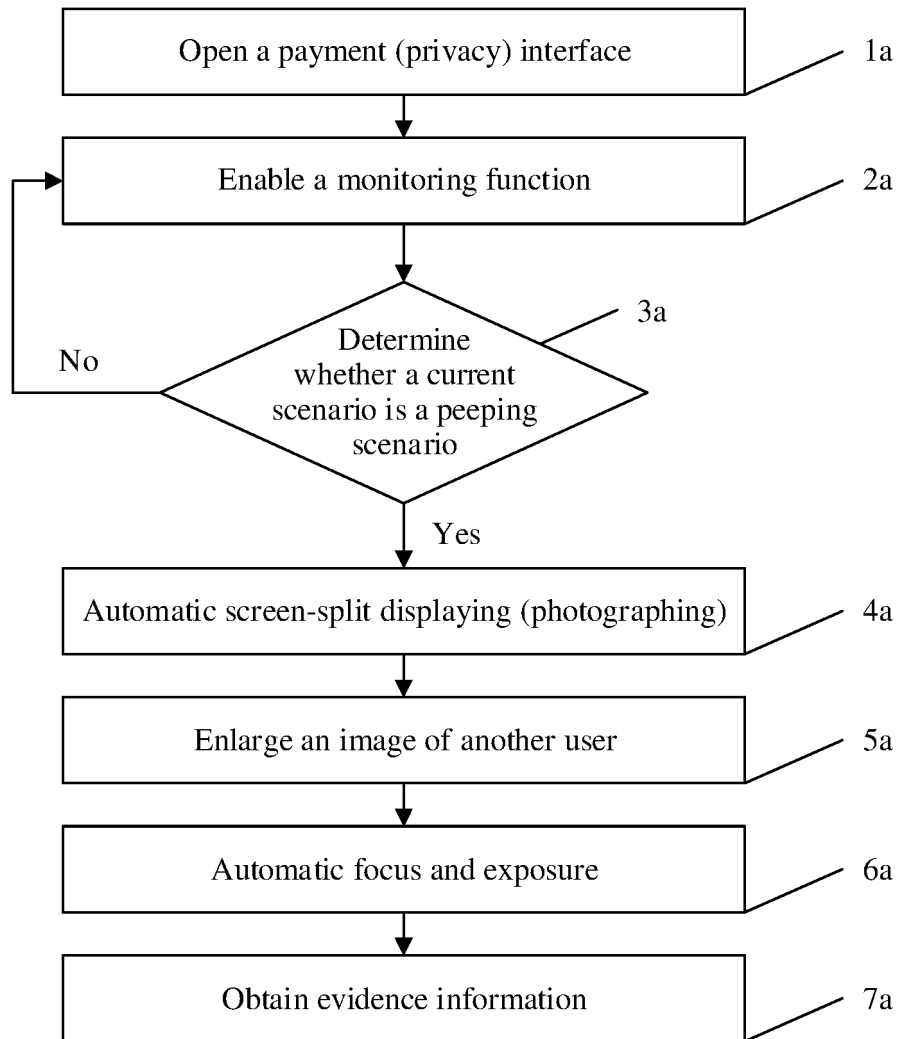 Open a payment (privacy) interface
1a
Enable a monitoring function
2a
3a
Determine
whether a current
scenario is a peeping
scenario
No
Yes
Automatic screen-split displaying (photographing)
4a
Enlarge an image of another user
5a
Automatic focus and exposure
6a
Obtain evidence information
7a